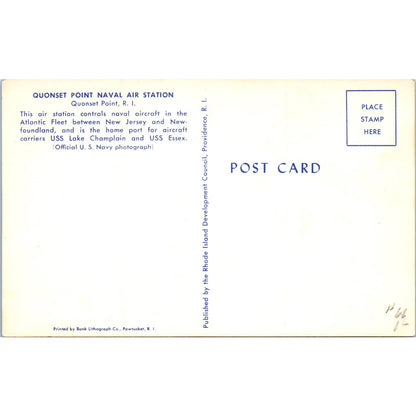 QUONSET POINT NAVAL AIR STATION
Quonset Point, R. I.
This air station controls naval aircraft in the
Atlantic Fleet between New Jersey and New-
foundland, and is the home port for aircraft
carriers USS Lake Champlain and USS Essex.
(Official U. S. Navy photograph)
Printed by Bank Lithograph Co., Pawtucket, R. I.
Published by the Rhode Island Development Council, Providence, R. I.
POST CARD
PLACE
STAMP
HERE
66